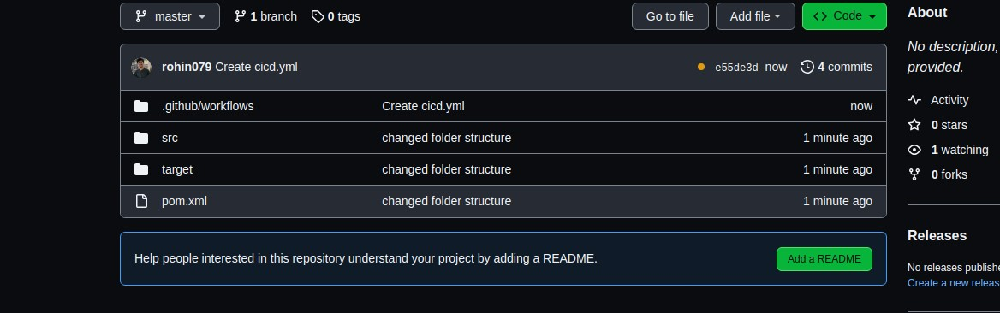 master 1 branch 0 tags Go to file Add file Code
rohin079 Create cicd.yml e55de3d now 4 commits
.github/workflows Create cicd.yml now
src changed folder structure 1 minute ago
target changed folder structure 1 minute ago
pom.xml changed folder structure 1 minute ago
Help people interested in this repository understand your project by adding a README. Add a README
About
No description,
provided.
Activity
0 stars
1 watching
0 forks
Releases
No releases publishe
Create a new releas